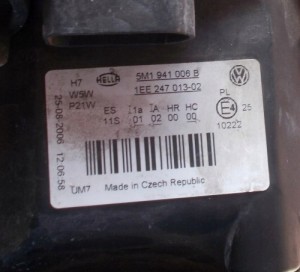 H7
W5W
P21W
HELLA
5M1 941 006 B
1EE 247 013-02
PL
ES I1a IA HR HC
11S 01 02 00 00
E4 25
10222
25-08-2006 12:06:58
UM7 Made in Czech Republic